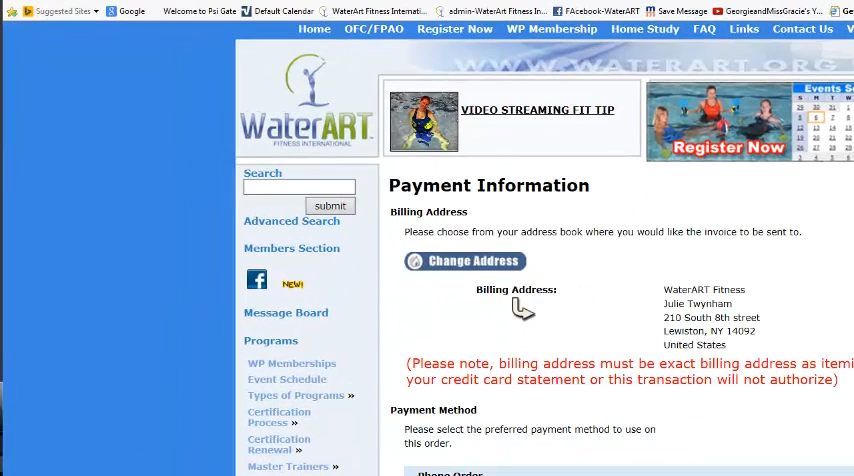 Suggested Sites
Google
Welcome to Psi Gate
Default Calendar
WaterArt Fitness Internati...
admin-WaterArt Fitness In...
FAcebook-WaterART
Save Message
GeorgieandMissGracie's Y...
Ge
Home OFC/FPAO Register Now WP Membership Home Study FAQ Links Contact Us V
WWW.WATERART.ORG
WaterART
FITNESS INTERNATIONAL
VIDEO STREAMING FIT TIP
Register Now
Events S
Search
submit
Advanced Search
Members Section
NEW!
Message Board
Programs
WP Memberships
Event Schedule
Types of Programs »
Certification
Process »
Certification
Renewal »
Master Trainers »
Payment Information
Billing Address
Please choose from your address book where you would like the invoice to be sent to.
Change Address
Billing Address:
WaterART Fitness
Julie Twynham
210 South 8th street
Lewiston, NY 14092
United States
(Please note, billing address must be exact billing address as itemi
your credit card statement or this transaction will not authorize)
Payment Method
Please select the preferred payment method to use on
this order.
Phone Order